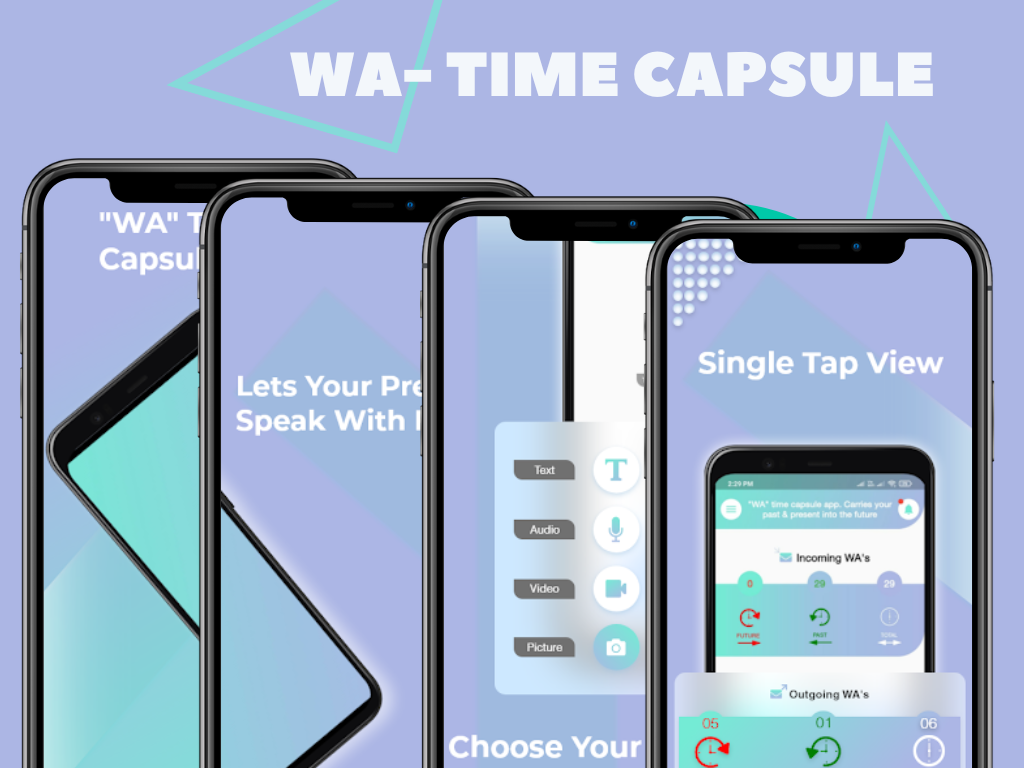 WA- TIME CAPSULE
"WA" T
Capsul
Lets Your Pre
Speak With
Text
Audio
Video
Picture
Choose Your
Single Tap View
2:29 PM
"WA" time capsule app, Carries your
past & present into the future
Incoming WA's
0 29 29
FUTURE PAST TOTAL
Outgoing WA's
05 01 06